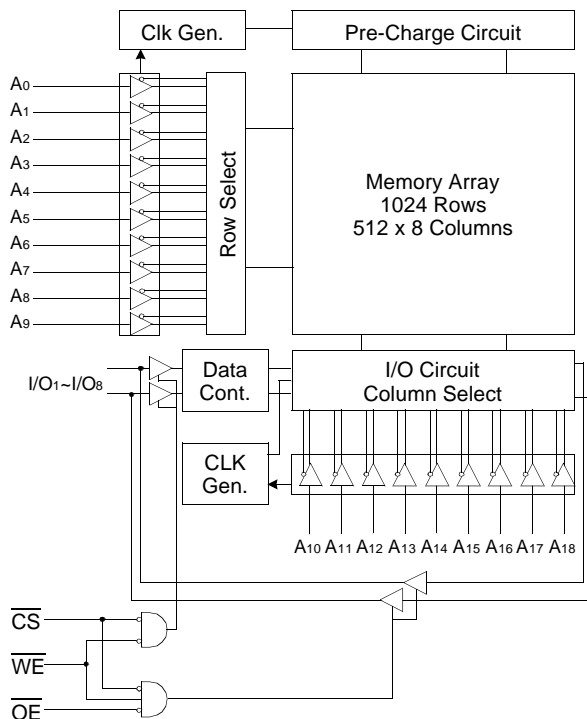 Clk Gen.
Pre-Charge Circuit
A0
A1
A2
A3
A4
A5
A6
A7
A8
A9
Row Select
Memory Array
1024 Rows
512 x 8 Columns
I/O1~I/O8
Data
Cont.
I/O Circuit
Column Select
CLK
Gen.
A10 A11 A12 A13 A14 A15 A16 A17 A18
CS
WE
OE